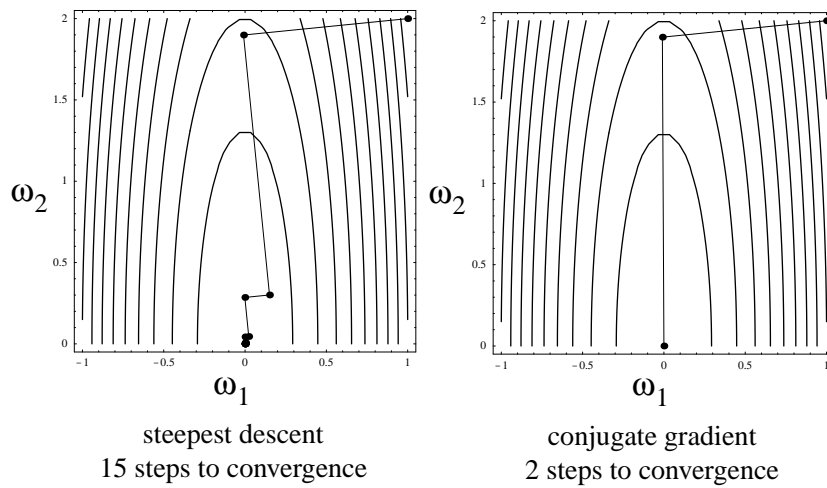 2
1.5
1
0.5
0
−1
−0.5
0
0.5
1
ω2
ω1
steepest descent
15 steps to convergence
2
1.5
1
0.5
0
−1
−0.5
0
0.5
1
ω2
ω1
conjugate gradient
2 steps to convergence